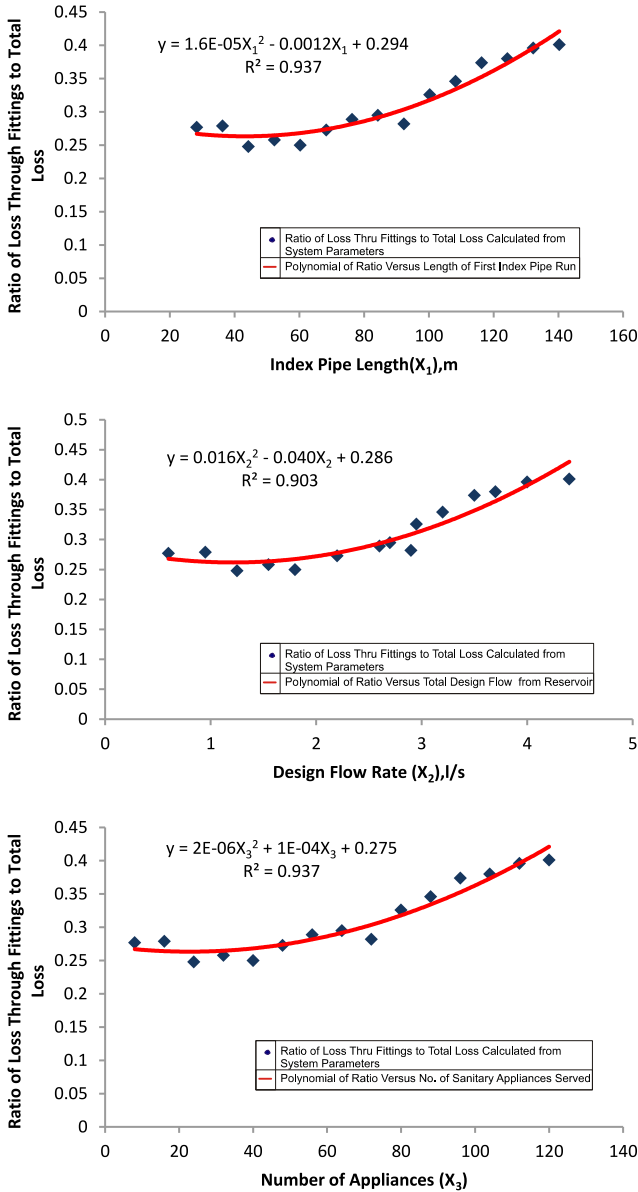 Ratio of Loss Through Fittings to Total
Loss
0.45
0.4
0.35
0.3
0.25
0.2
0.15
0.1
0.05
0
y = 1.6E-05X₁² - 0.0012X₁ + 0.294
R² = 0.937
Ratio of Loss Thru Fittings to Total Loss Calculated from
System Parameters
Polynomial of Ratio Versus Length of First Index Pipe Run
0 20 40 60 80 100 120 140 160
Index Pipe Length(X₁),m
Ratio of Loss Through Fittings to Total
Loss
0.5
0.45
0.4
0.35
0.3
0.25
0.2
0.15
0.1
0.05
0
y = 0.016X₂² - 0.040X₂ + 0.286
R² = 0.903
Ratio of Loss Thru Fittings to Total Loss Calculated from
System Parameters
Polynomial of Ratio Versus Total Design Flow from Reservoir
0 1 2 3 4 5
Design Flow Rate (X₂),l/s
Ratio of Loss Through Fittings to Total
Loss
0.45
0.4
0.35
0.3
0.25
0.2
0.15
0.1
0.05
0
y = 2E-06X₃² + 1E-04X₃ + 0.275
R² = 0.937
Ratio of Loss Thru Fittings to Total Loss Calculated from
System Parameters
Polynomial of Ratio Versus No. of Sanitary Appliances Served
0 20 40 60 80 100 120 140
Number of Appliances (X₃)